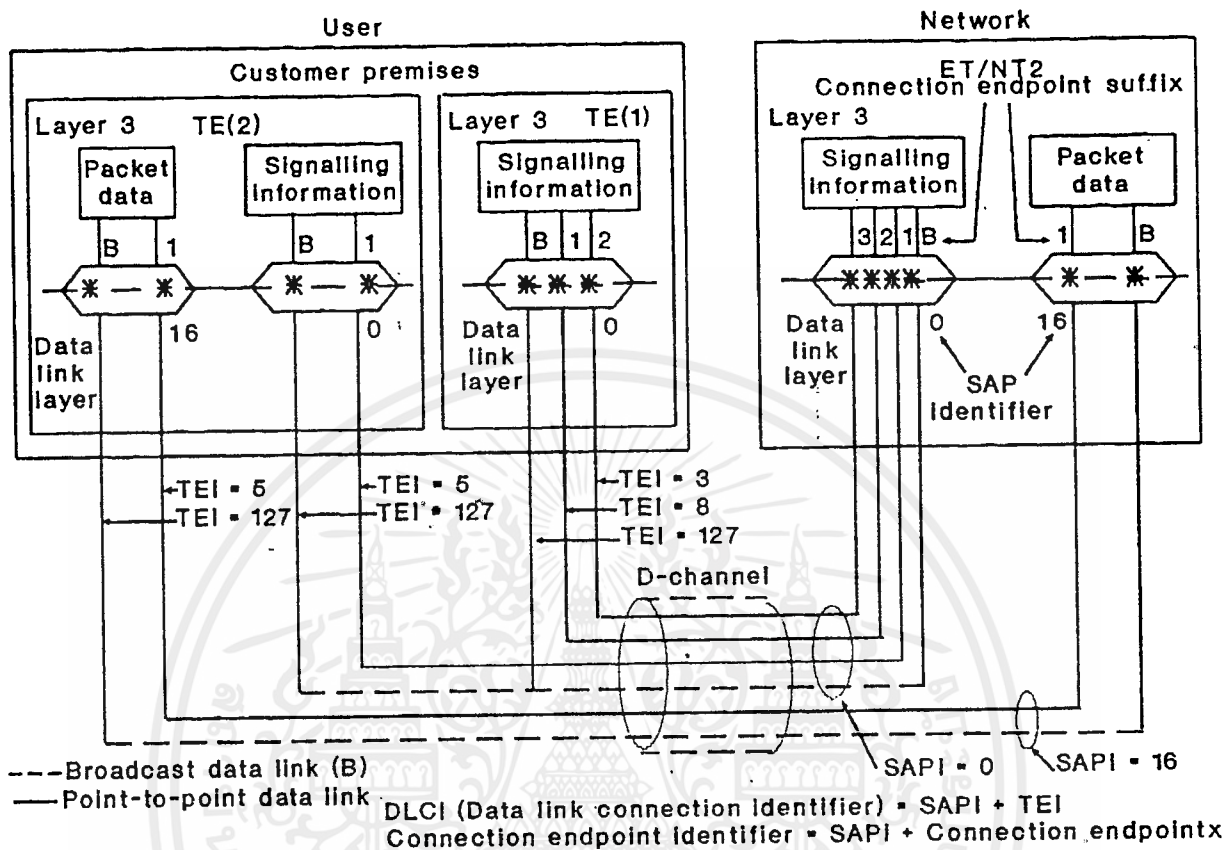 User
Network
Customer premises
ET/NT2
Connection endpoint suffix
Layer 3 TE(2)
Layer 3 TE(1)
Layer 3
Packet data
Signalling information
Signalling information
Signalling information
Packet data
B 1
B 1
B 1 2
3 2 1 B
1 B
16
0
0
0
16
Data link layer
Data link layer
Data link layer
SAP identifier
TEI = 5
TEI = 127
TEI = 5
TEI = 127
TEI = 3
TEI = 8
TEI = 127
D-channel
SAPI = 0
SAPI = 16
---Broadcast data link (B)
—Point-to-point data link
DLCI (Data link connection identifier) = SAPI + TEI
Connection endpoint identifier = SAPI + Connection endpointx